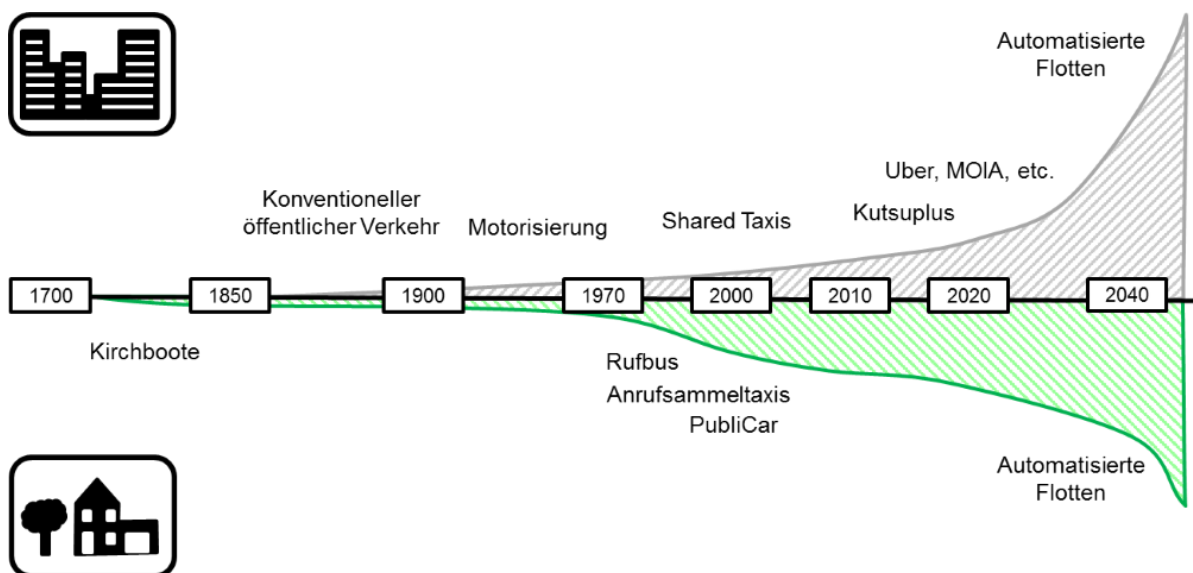 Automatisierte
Flotten
Uber, MOIA, etc.
Konventioneller
öffentlicher Verkehr
Motorisierung
Shared Taxis
Kutsuplus
1700
1850
1900
1970
2000
2010
2020
2040
Kirchboote
Rufbus
Anrufsammeltaxis
PubliCar
Automatisierte
Flotten